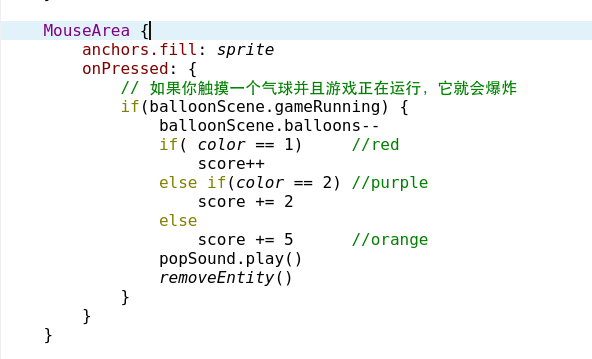 MouseArea {
anchors.fill: sprite
onPressed: {
// 如果你触摸一个气球并且游戏正在运行，它就会爆炸
if(balloonScene.gameRunning) {
balloonScene.balloons--
if( color == 1)     //red
score++
else if(color == 2) //purple
score += 2
else
score += 5      //orange
popSound.play()
removeEntity()
}
}
}